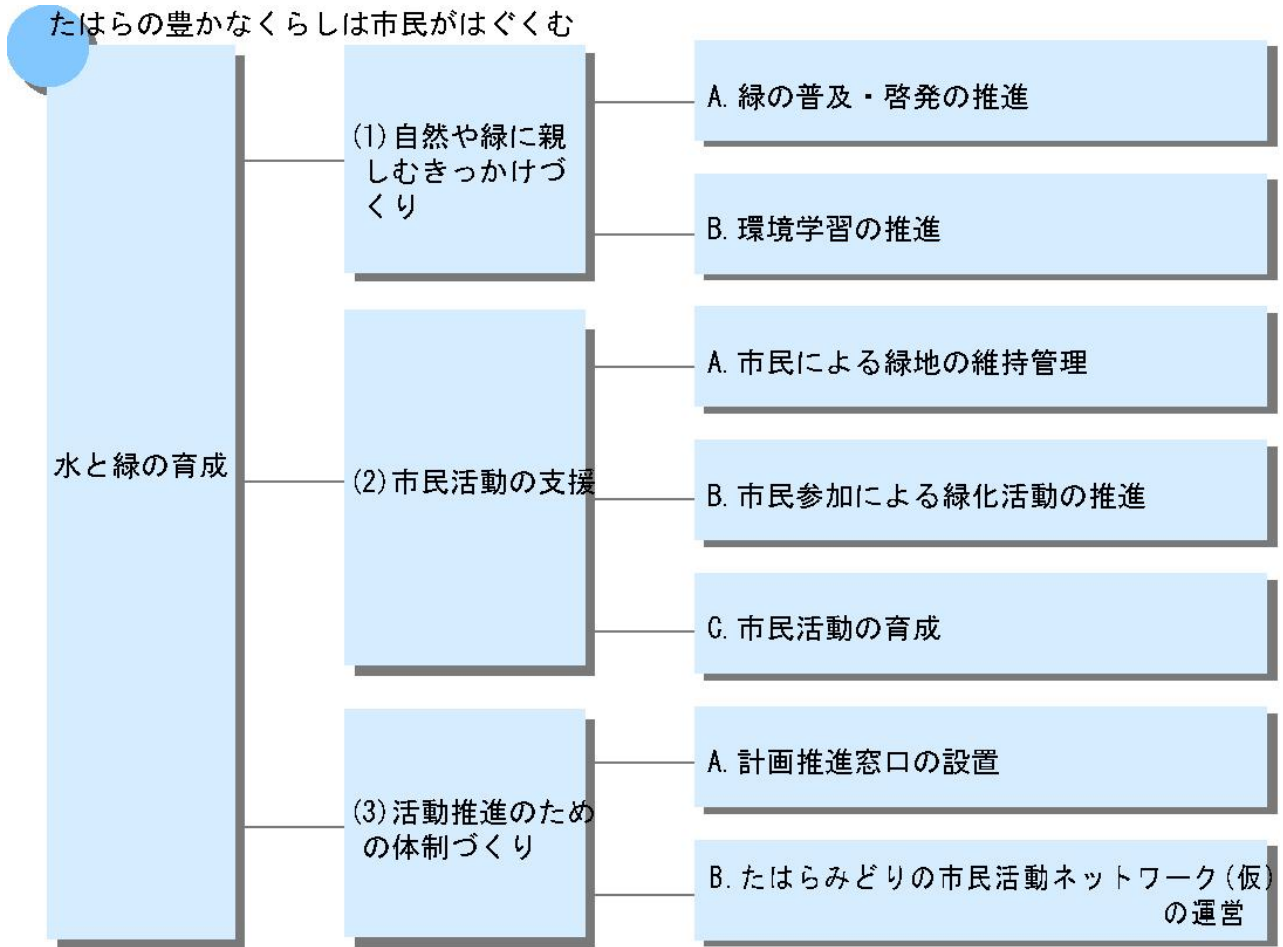 たはらの豊かなくらしは市民がはぐくむ
水と緑の育成
(1)自然や緑に親
しむきっかけづ
くり
A.緑の普及・啓発の推進
B.環境学習の推進
(2)市民活動の支援
A.市民による緑地の維持管理
B.市民参加による緑化活動の推進
C.市民活動の育成
(3)活動推進のため
の体制づくり
A.計画推進窓口の設置
B.たはらみどりの市民活動ネットワーク(仮)
の運営